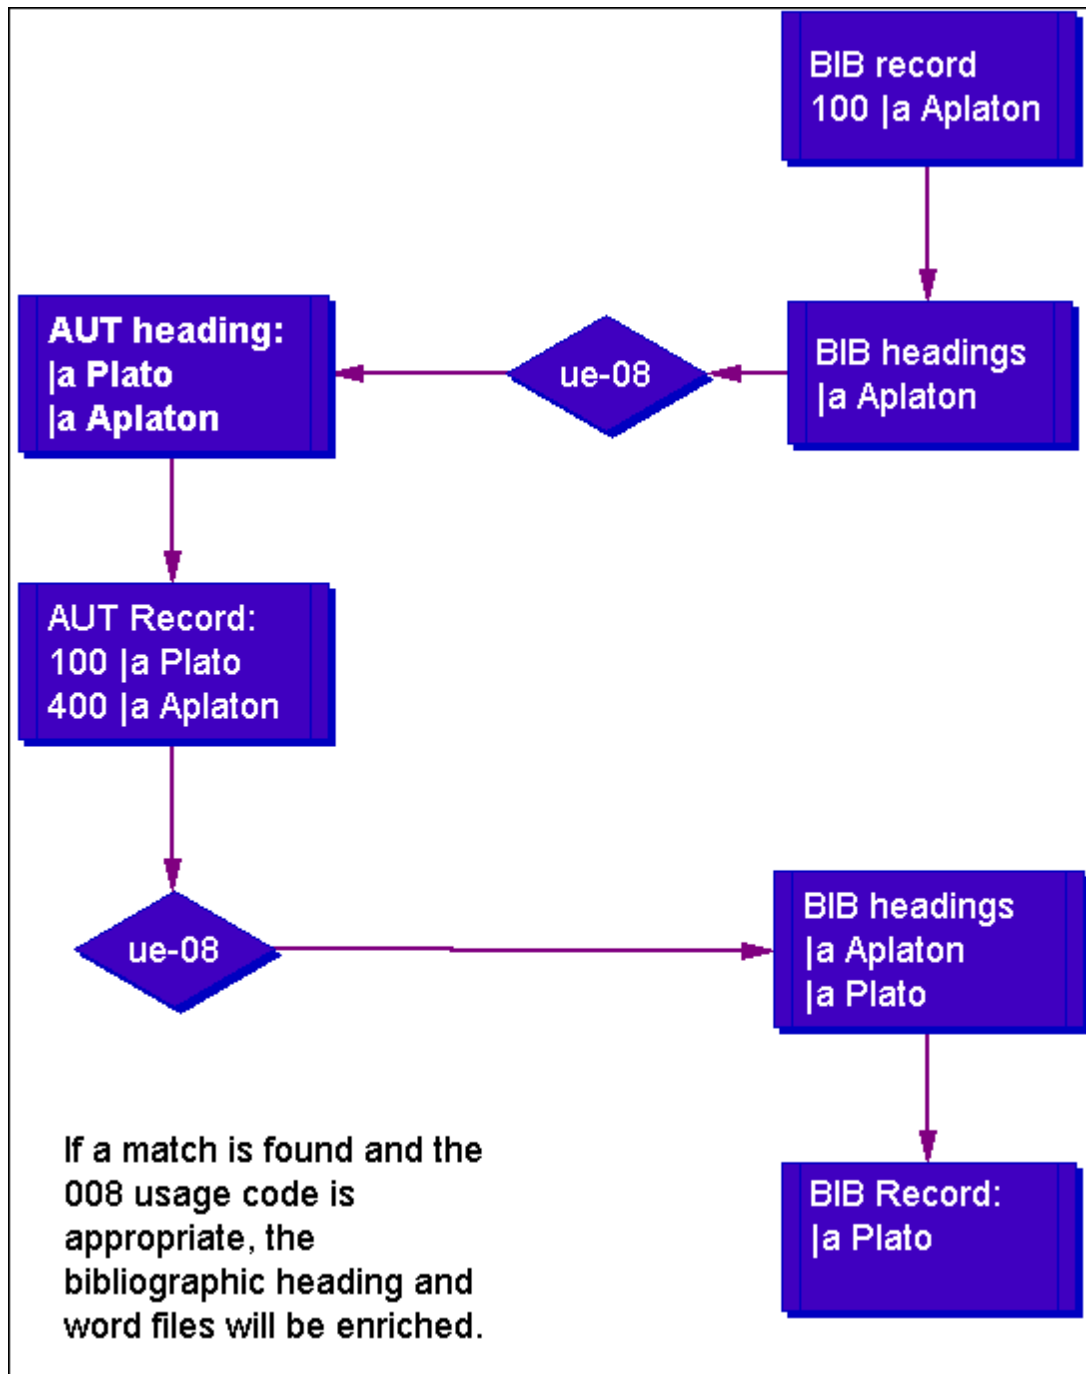 BIB record
100 |a Aplaton
BIB headings
|a Aplaton
ue-08
AUT heading:
|a Plato
|a Aplaton
AUT Record:
100 |a Plato
400 |a Aplaton
ue-08
BIB headings
|a Aplaton
|a Plato
BIB Record:
|a Plato
If a match is found and the
008 usage code is
appropriate, the
bibliographic heading and
word files will be enriched.